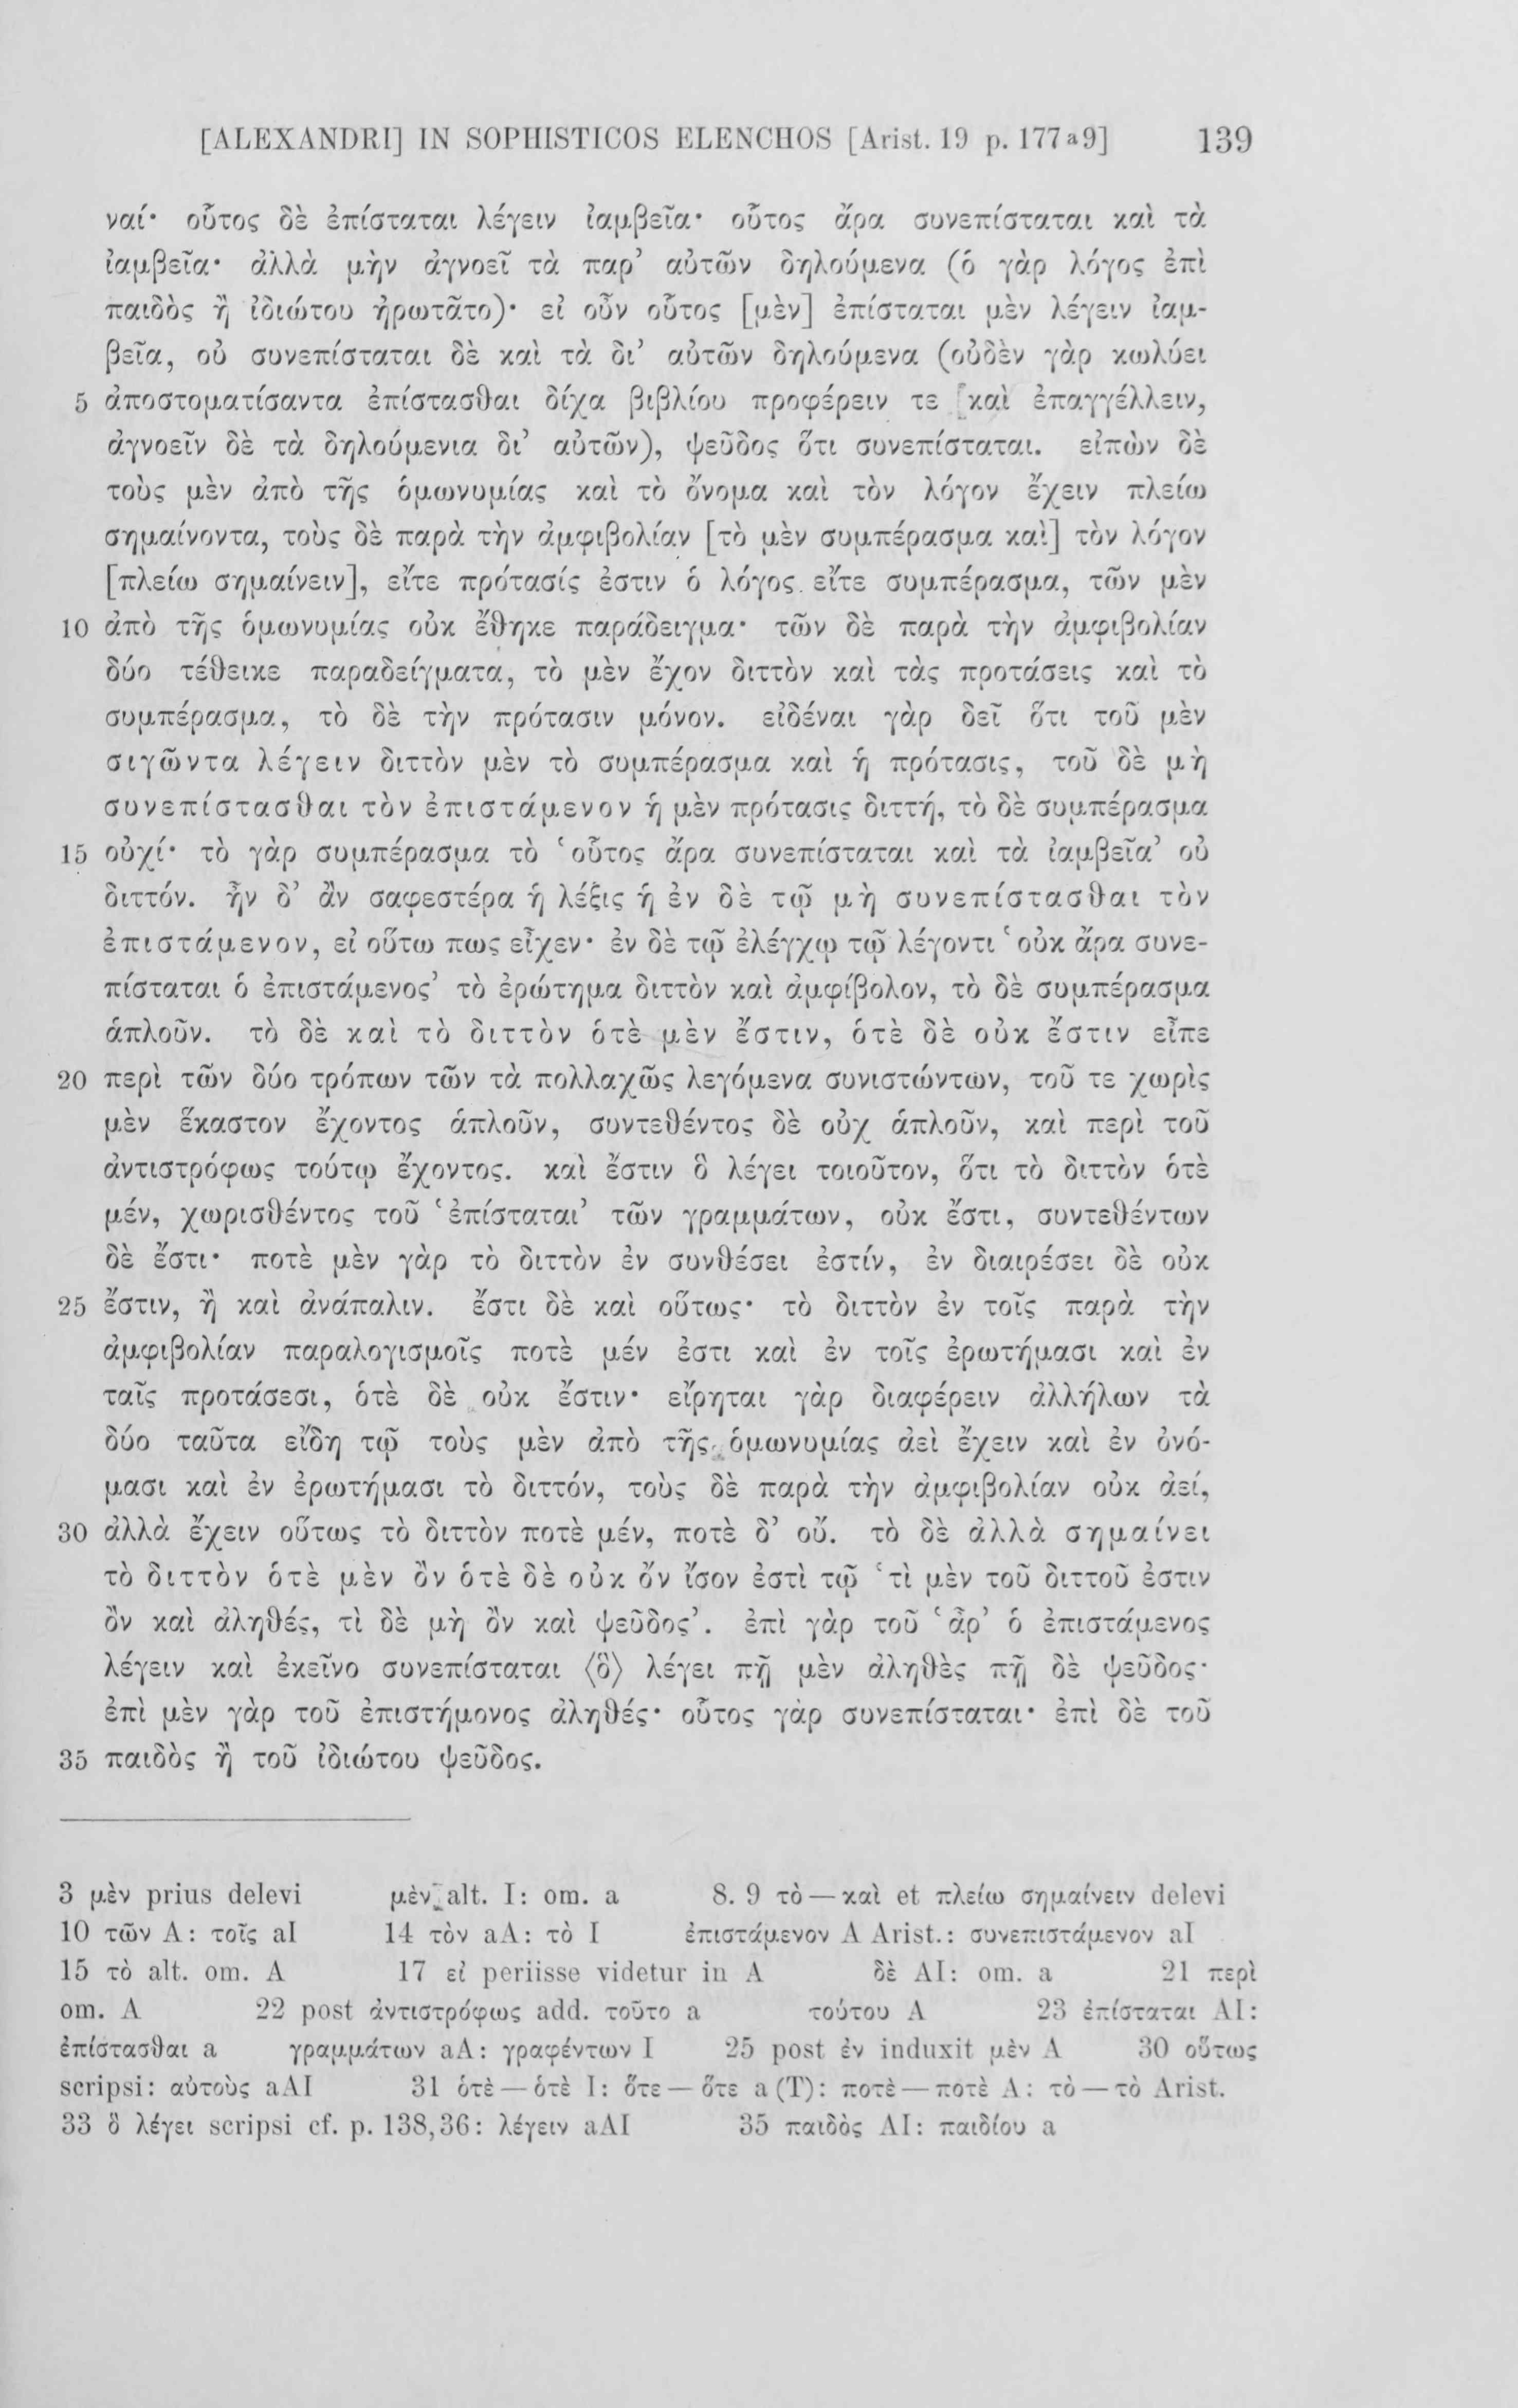 [ALEXANDRI] IN SOPHISTICOS ELENCHOS [Arist. 19 p. 177a9] 139
ναί· οὗτος δὲ ἐπίσταται λέγειν ἰαμβεῖα· οὗτος ἄρα συνεπίσταται καὶ τὰ
ἰαμβεῖα· ἀλλὰ μὴν ἀγνοεῖ τὰ παρ’ αὐτῶν δηλούμενα (ὁ γὰρ λόγος ἐπὶ
παιδὸς ἢ ἰδιώτου ἠρωτᾶτο)· εἰ οὖν οὗτος [μὲν] ἐπίσταται μὲν λέγειν ἰαμ-
βεῖα, οὐ συνεπίσταται δὲ καὶ τὰ δι’ αὐτῶν δηλούμενα (οὐδὲν γὰρ κωλύει
5 ἀποστοματίσαντα ἐπίστασθαι δίχα βιβλίου προφέρειν τε καὶ ἐπαγγέλλειν,
ἀγνοεῖν δὲ τὰ δηλούμενια δι’ αὐτῶν), ψεῦδος ὅτι συνεπίσταται. εἰπὼν δὲ
τοὺς μὲν ἀπὸ τῆς ὁμωνυμίας καὶ τὸ ὄνομα καὶ τὸν λόγον ἔχειν πλείω
σημαίνοντα, τοὺς δὲ παρὰ τὴν ἀμφιβολίαν [τὸ μὲν συμπέρασμα καὶ] τὸν λόγον
[πλείω σημαίνειν], εἴτε πρότασίς ἐστιν ὁ λόγος εἴτε συμπέρασμα, τῶν μὲν
10 ἀπὸ τῆς ὁμωνυμίας οὐκ ἔθηκε παράδειγμα· τῶν δὲ παρὰ τὴν ἀμφιβολίαν
δύο τέθεικε παραδείγματα, τὸ μὲν ἔχον διττὸν καὶ τὰς προτάσεις καὶ τὸ
συμπέρασμα, τὸ δὲ τὴν πρότασιν μόνον. εἰδέναι γὰρ δεῖ ὅτι τοῦ μὲν
σιγῶντα λέγειν διττὸν μὲν τὸ συμπέρασμα καὶ ἡ πρότασις, τοῦ δὲ μὴ
συνεπίστασθαι τὸν ἐπιστάμενον ἡ μὲν πρότασις διττή, τὸ δὲ συμπέρασμα
15 οὐχί· τὸ γὰρ συμπέρασμα τὸ ‘οὗτος ἄρα συνεπίσταται καὶ τὰ ἰαμβεῖα’ οὐ
διττόν. ἦν δ’ ἂν σαφεστέρα ἡ λέξις ἡ ἐν δὲ τῷ μὴ συνεπίστασθαι τὸν
ἐπιστάμενον, εἰ οὕτω πως εἶχεν· ἐν δὲ τῷ ἐλέγχῳ τῷ λέγοντι ‘οὐκ ἄρα συνε-
πίσταται ὁ ἐπιστάμενος’ τὸ ἐρώτημα διττὸν καὶ ἀμφίβολον, τὸ δὲ συμπέρασμα
ἁπλοῦν. τὸ δὲ καὶ τὸ διττὸν ὁτὲ μὲν ἔστιν, ὁτὲ δὲ οὐκ ἔστιν εἶπε
20 περὶ τῶν δύο τρόπων τῶν τὰ πολλαχῶς λεγόμενα συνιστώντων, τοῦ τε χωρὶς
μὲν ἕκαστον ἔχοντος ἁπλοῦν, συντεθέντος δὲ οὐχ ἁπλοῦν, καὶ περὶ τοῦ
ἀντιστρόφως τούτῳ ἔχοντος. καὶ ἔστιν ὃ λέγει τοιοῦτον, ὅτι τὸ διττὸν ὁτὲ
μέν, χωρισθέντος τοῦ ‘ἐπίσταται’ τῶν γραμμάτων, οὐκ ἔστι, συντεθέντων
δὲ ἔστι· ποτὲ μὲν γὰρ τὸ διττὸν ἐν συνθέσει ἐστίν, ἐν διαιρέσει δὲ οὐκ
25 ἔστιν, ἢ καὶ ἀνάπαλιν. ἔστι δὲ καὶ οὕτως· τὸ διττὸν ἐν τοῖς παρὰ τὴν
ἀμφιβολίαν παραλογισμοῖς ποτὲ μέν ἐστι καὶ ἐν τοῖς ἐρωτήμασι καὶ ἐν
ταῖς προτάσεσι, ὁτὲ δὲ οὐκ ἔστιν· εἴρηται γὰρ διαφέρειν ἀλλήλων τὰ
δύο ταῦτα εἴδη τῷ τοὺς μὲν ἀπὸ τῆς ὁμωνυμίας ἀεὶ ἔχειν καὶ ἐν ὀνό-
μασι καὶ ἐν ἐρωτήμασι τὸ διττόν, τοὺς δὲ παρὰ τὴν ἀμφιβολίαν οὐκ ἀεί,
30 ἀλλὰ ἔχειν οὕτως τὸ διττὸν ποτὲ μέν, ποτὲ δ’ οὔ. τὸ δὲ ἀλλὰ σημαίνει
τὸ διττὸν ὁτὲ μὲν ὂν ὁτὲ δὲ οὐκ ὄν ἴσον ἐστὶ τῷ ‘τὶ μὲν τοῦ διττοῦ ἐστιν
ὂν καὶ ἀληθές, τὶ δὲ μὴ ὂν καὶ ψεῦδος’. ἐπὶ γὰρ τοῦ ‘ἆρ’ ὁ ἐπιστάμενος
λέγειν καὶ ἐκεῖνο συνεπίσταται ⟨ὃ⟩ λέγει πῇ μὲν ἀληθὲς πῇ δὲ ψεῦδος·
ἐπὶ μὲν γὰρ τοῦ ἐπιστήμονος ἀληθές· οὗτος γὰρ συνεπίσταται· ἐπὶ δὲ τοῦ
35 παιδὸς ἢ τοῦ ἰδιώτου ψεῦδος.
3 μὲν prius delevi μὲν alt. I: om. a 8. 9 τὸ — καὶ et πλείω σημαίνειν delevi
10 τῶν A: τοῖς aI 14 τὸν aA: τὸ I ἐπιστάμενον A Arist.: συνεπιστάμενον aI
15 τὸ alt. om. A 17 εἰ periisse videtur in A δὲ AI: om. a 21 περὶ
om. A 22 post ἀντιστρόφως add. τοῦτο a τούτου A 23 ἐπίσταται AI:
ἐπίστασθαι a γραμμάτων aA: γραφέντων I 25 post ἐν induxit μὲν A 30 οὕτως
scripsi: αὐτοὺς aAI 31 ὁτὲ — ὁτὲ I: ὅτε — ὅτε a (T): ποτὲ — ποτὲ A: τὸ — τὸ Arist.
33 ὃ λέγει scripsi cf. p. 138,36: λέγειν aAI 35 παιδὸς AI: παιδίου a